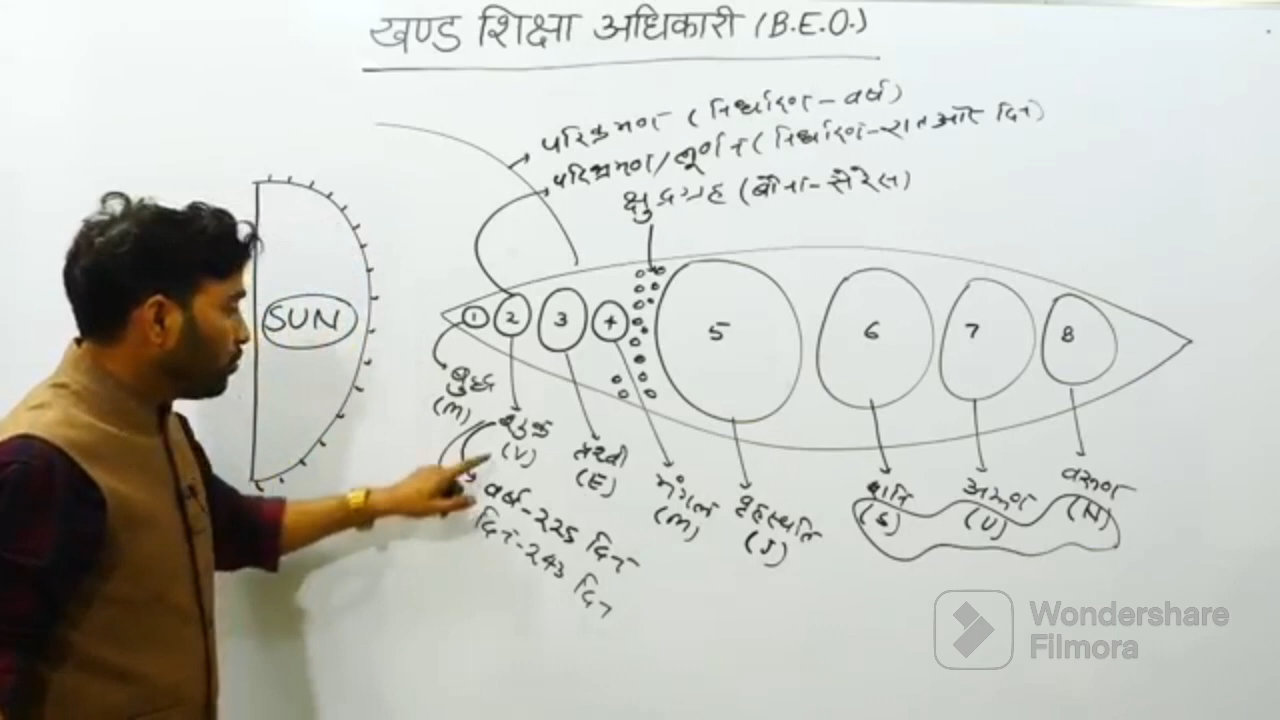 खण्ड शिक्षा अधिकारी (B.E.O.)
परिक्रमण (निर्धारण - वर्ष)
परिभ्रमण/घूर्णन (निर्धारण-रात और दिन)
क्षुद्रग्रह (बौना-सेरेस)
SUN
1 2 3 4 5 6 7 8
बुद्ध
(M)
शुक्र
(V)
पृथ्वी
(E)
मंगल
(M)
बृहस्पति
(J)
शनि
(S)
अरुण
(U)
वरुण
(N)
वर्ष-225 दिन
दिन-243 दिन
Wondershare
Filmora